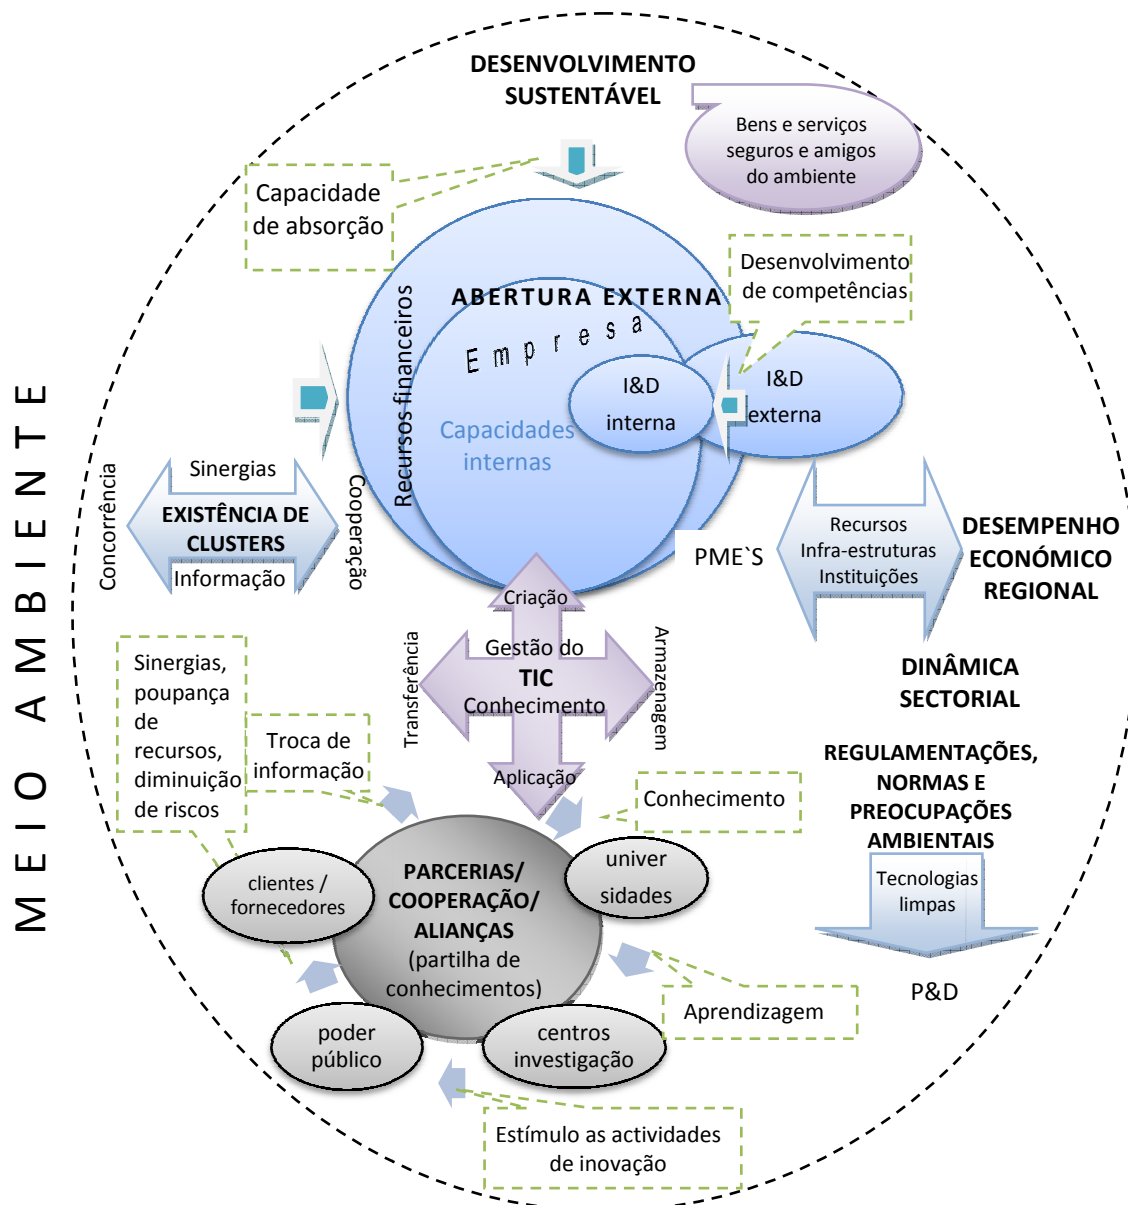 DESENVOLVIMENTO
SUSTENTÁVEL
Bens e serviços
seguros e amigos
do ambiente
Capacidade
de absorção
Desenvolvimento
de competências
ABERTURA EXTERNA
Empresa
Recursos financeiros
I&D
interna
I&D
externa
Capacidades
internas
MEIO AMBIENTE
Concorrência
Sinergias
EXISTÊNCIA DE
CLUSTERS
Informação
Cooperação
PME`S
Recursos
Infra-estruturas
Instituições
DESEMPENHO
ECONÓMICO
REGIONAL
Criação
Transferência
Gestão do
TIC
Conhecimento
Armazenagem
Aplicação
DINÂMICA
SECTORIAL
Sinergias,
poupança
de
recursos,
diminuição
de riscos
Troca de
informação
Conhecimento
REGULAMENTAÇÕES,
NORMAS E
PREOCUPAÇÕES
AMBIENTAIS
Tecnologias
limpas
P&D
clientes /
fornecedores
PARCERIAS/
COOPERAÇÃO/
ALIANÇAS
(partilha de
conhecimentos)
univer
sidades
Aprendizagem
poder
público
centros
investigação
Estímulo as actividades
de inovação